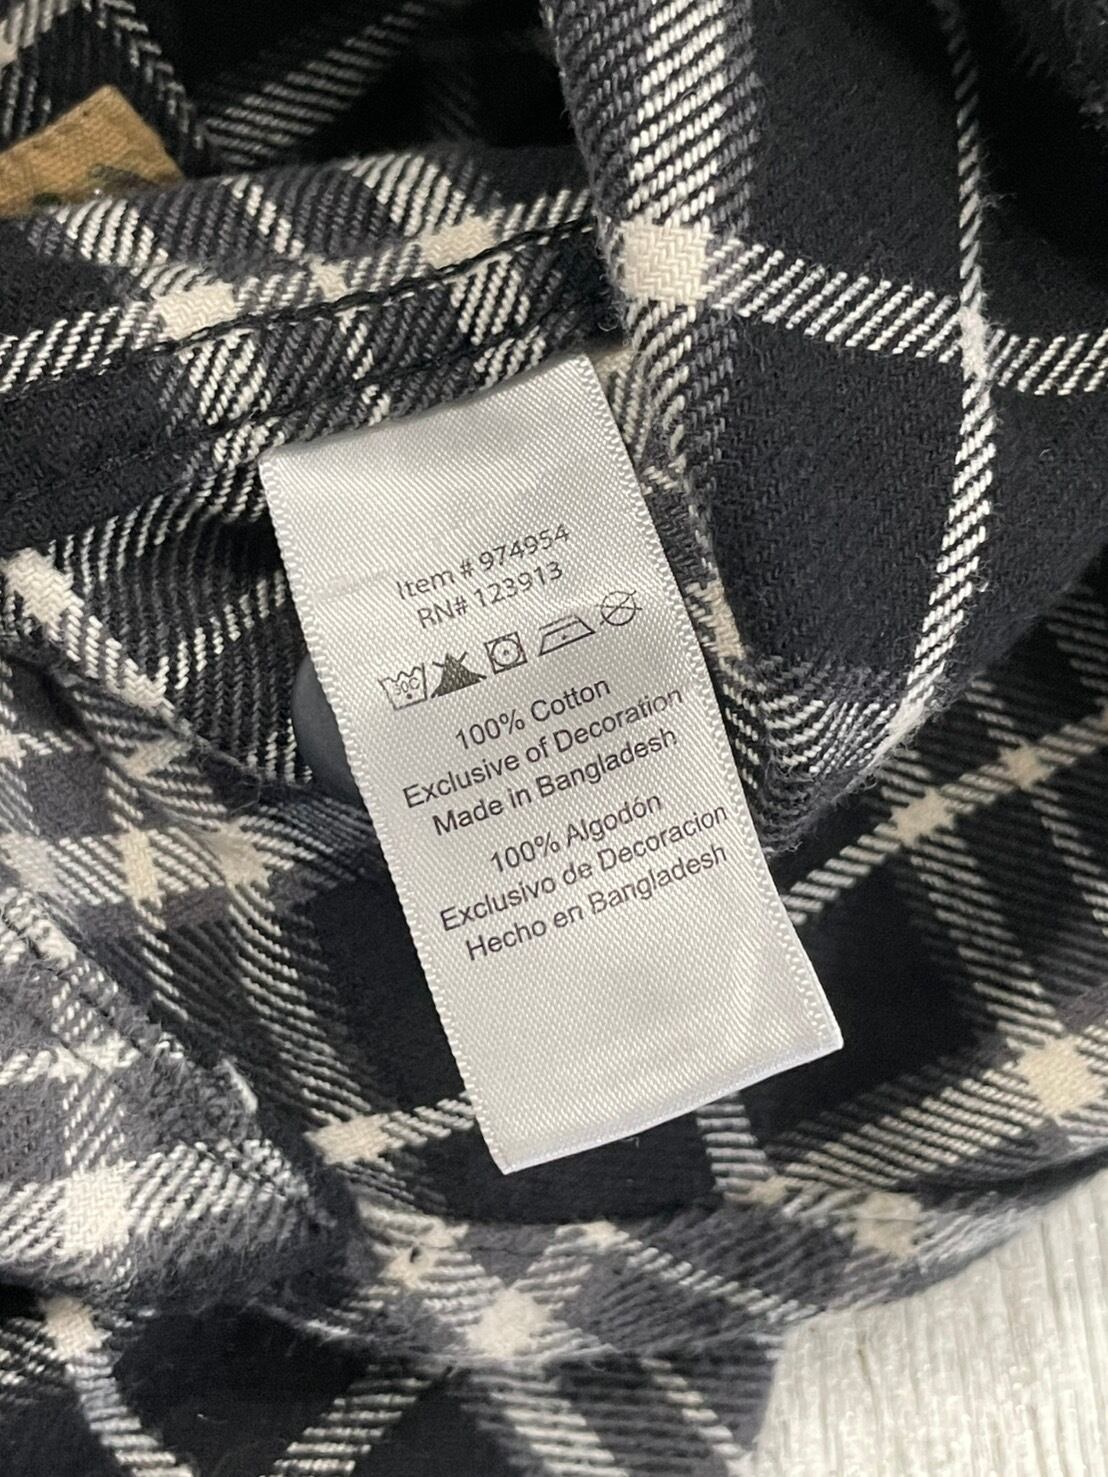 Item # 974954
RN# 123913
30C
100% Cotton
Exclusive of Decoration
Made in Bangladesh
100% Algodón
Exclusivo de Decoracion
Hecho en Bangladesh